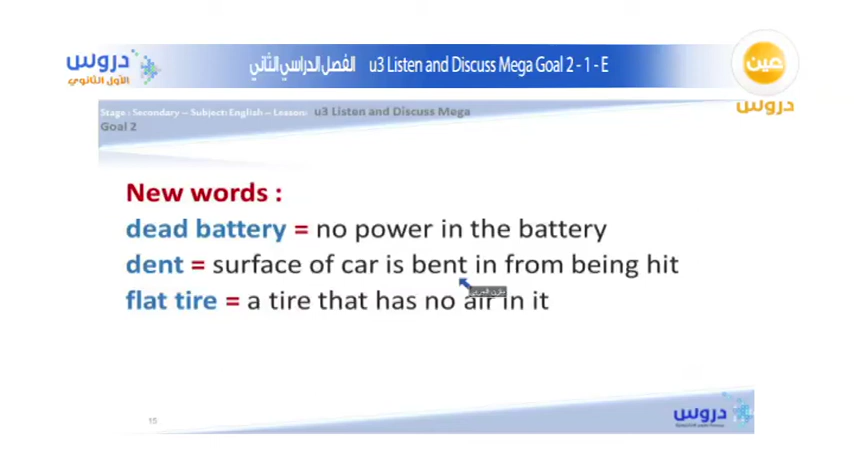 دروس
الأول الثانوي
الفصل الدراسي الثاني u3 Listen and Discuss Mega Goal 2 - 1 - E
عين
دروس
Stage : Secondary – Subject: English – Lesson: u3 Listen and Discuss Mega
Goal 2
New words :
dead battery = no power in the battery
dent = surface of car is bent in from being hit
flat tire = a tire that has no air in it
15
دروس